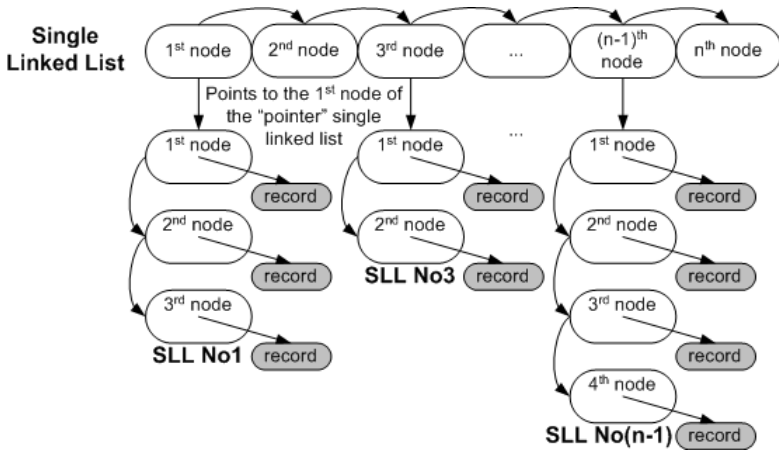 Single
Linked List
1st node
2nd node
3rd node
...
(n-1)th
node
nth node
Points to the 1st node of
the “pointer” single
linked list
...
1st node
record
1st node
record
1st node
record
2nd node
record
2nd node
record
2nd node
record
SLL No3
3rd node
record
3rd node
record
SLL No1
4th node
record
SLL No(n-1)